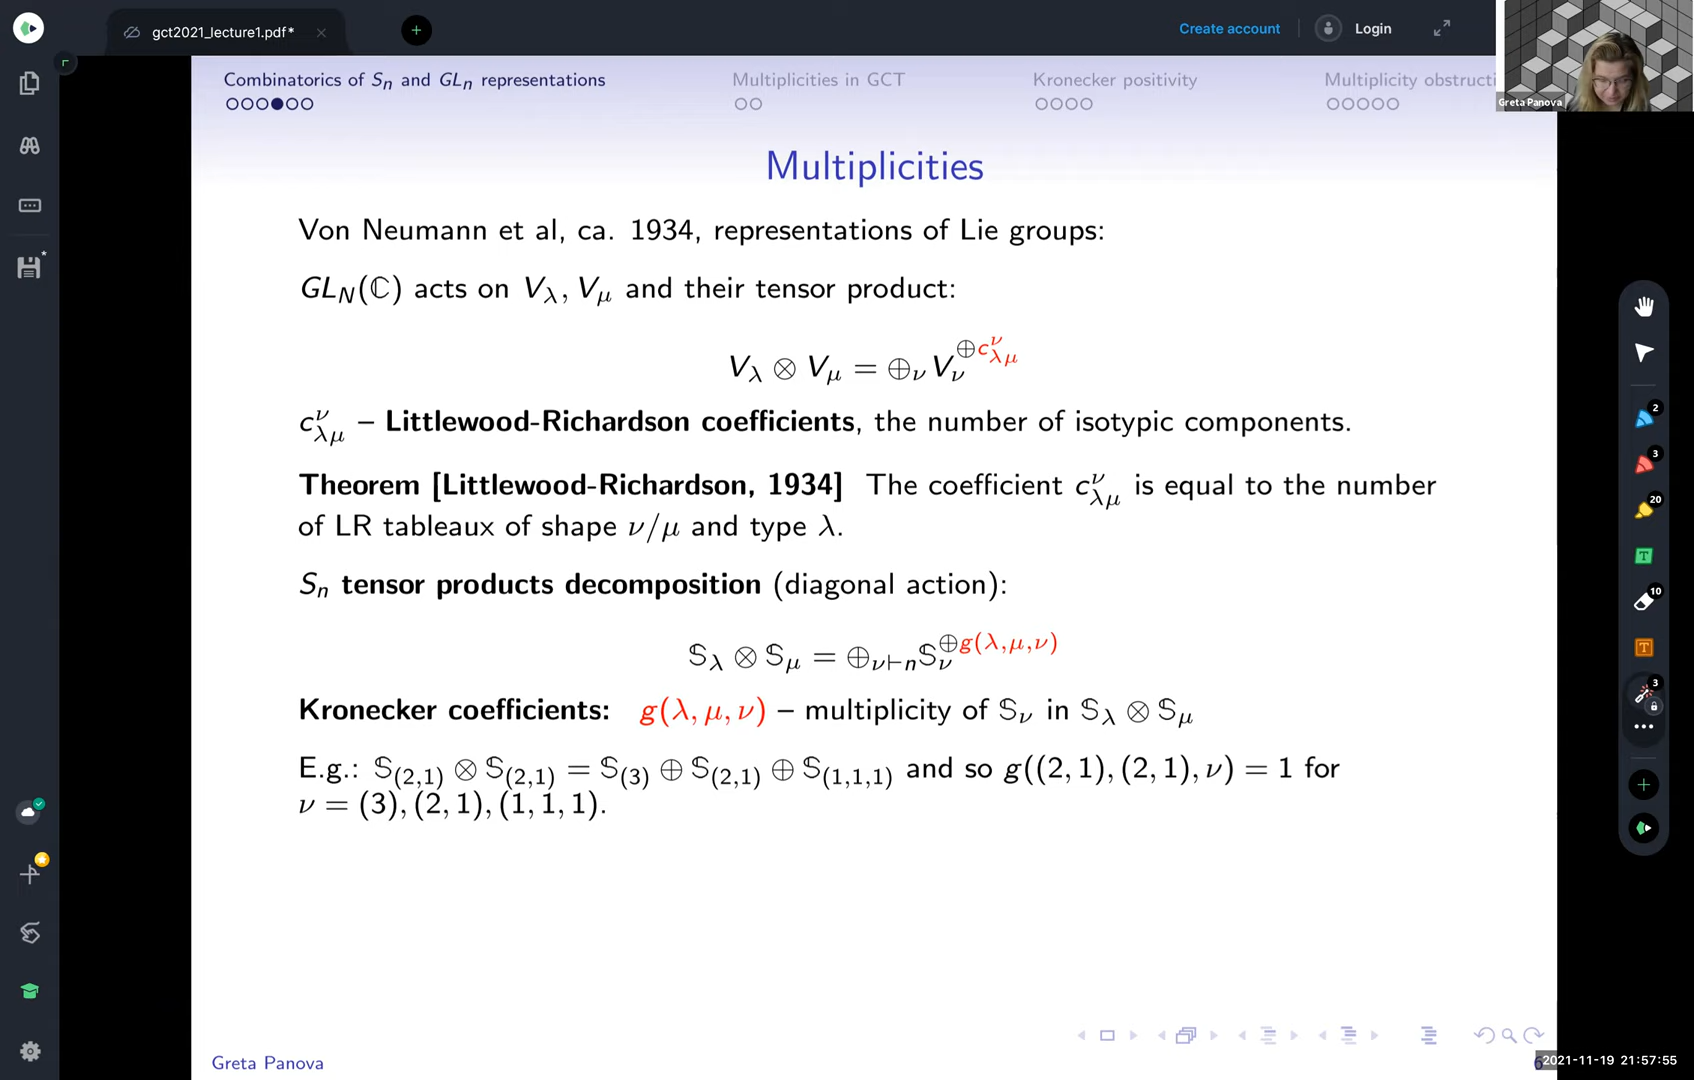 gct2021_lecture1.pdf*
Create account
Login
Greta Panova
Combinatorics of Sₙ and GLₙ representations
Multiplicities in GCT
Kronecker positivity
Multiplicity obstructi
Multiplicities
Von Neumann et al, ca. 1934, representations of Lie groups:
GL_N(ℂ) acts on V_λ, V_μ and their tensor product:
V_λ ⊗ V_μ = ⊕_ν V_ν^{⊕c^ν_{λμ}}
c^ν_{λμ} – Littlewood-Richardson coefficients, the number of isotypic components.
Theorem [Littlewood-Richardson, 1934] The coefficient c^ν_{λμ} is equal to the number
of LR tableaux of shape ν/μ and type λ.
Sₙ tensor products decomposition (diagonal action):
𝕊_λ ⊗ 𝕊_μ = ⊕_{ν⊢n} 𝕊_ν^{⊕g(λ,μ,ν)}
Kronecker coefficients: g(λ, μ, ν) – multiplicity of 𝕊_ν in 𝕊_λ ⊗ 𝕊_μ
E.g.: 𝕊_{(2,1)} ⊗ 𝕊_{(2,1)} = 𝕊_{(3)} ⊕ 𝕊_{(2,1)} ⊕ 𝕊_{(1,1,1)} and so g((2, 1), (2, 1), ν) = 1 for
ν = (3), (2, 1), (1, 1, 1).
2
3
20
T
10
T
3
Greta Panova
6
2021-11-19 21:57:55